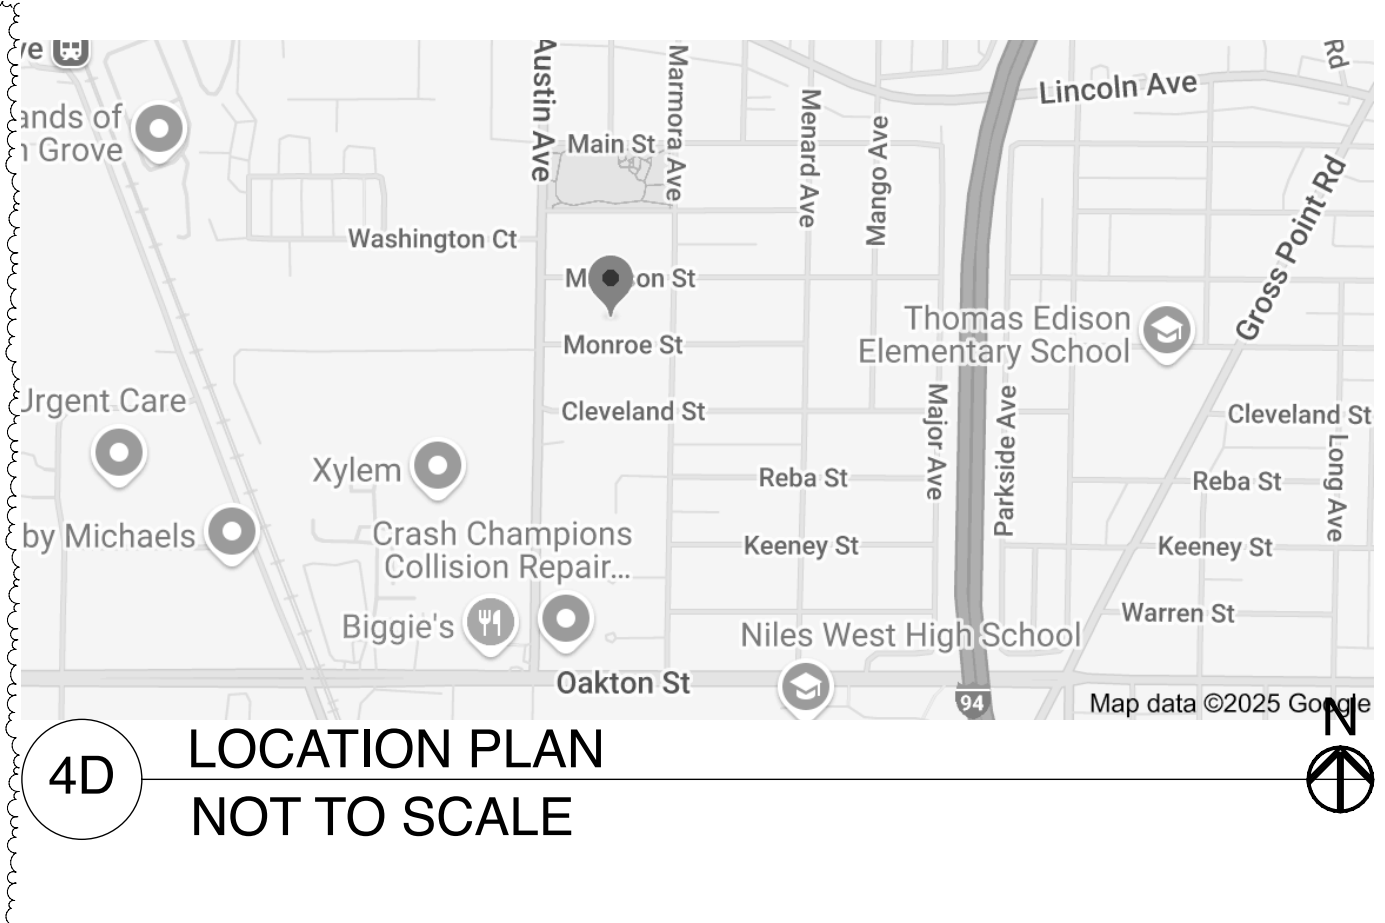 ve
Austin Ave
Marmora Ave
Menard Ave
Mango Ave
Lincoln Ave
Rd
ands of
n Grove
Main St
Gross Point Rd
Washington Ct
M son St
Thomas Edison
Elementary School
Monroe St
Urgent Care
Cleveland St
Major Ave
Parkside Ave
Cleveland St
Long Ave
Xylem
Reba St
Reba St
by Michaels
Crash Champions
Collision Repair...
Keeney St
Keeney St
Biggie's
Warren St
Niles West High School
Oakton St
94
Map data ©2025 Google
N
4D
LOCATION PLAN
NOT TO SCALE